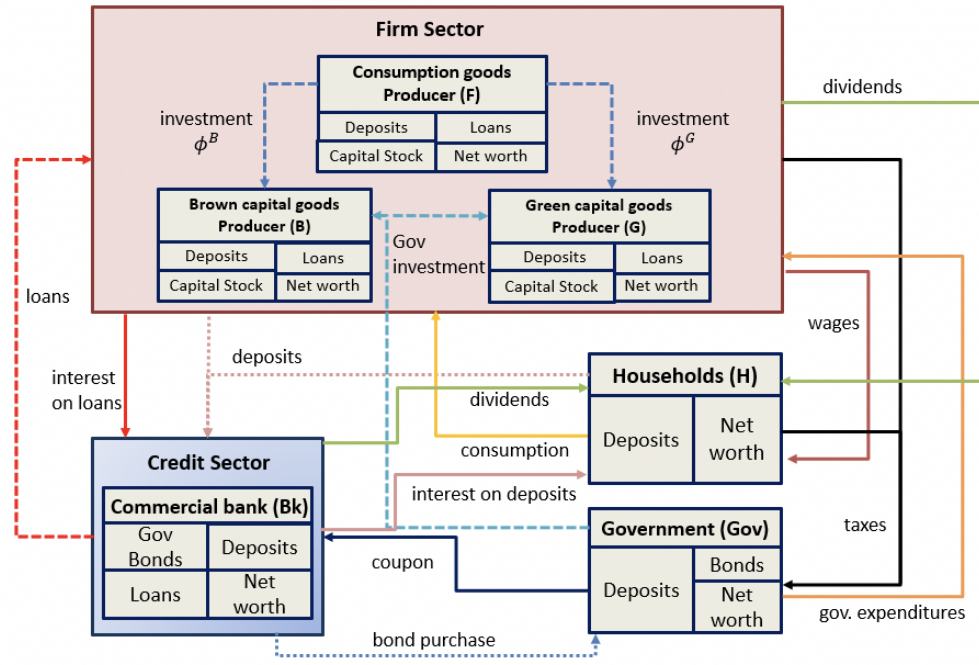 Firm Sector
Consumption goods
Producer (F)
Deposits
Loans
Capital Stock
Net worth
investment
ϕ^B
investment
ϕ^G
dividends
Brown capital goods
Producer (B)
Deposits
Loans
Capital Stock
Net worth
Green capital goods
Producer (G)
Deposits
Loans
Capital Stock
Net worth
Gov
investment
loans
wages
deposits
interest
on loans
Households (H)
Deposits
Net
worth
dividends
consumption
interest on deposits
Credit Sector
Commercial bank (Bk)
Gov
Bonds
Deposits
Loans
Net
worth
Government (Gov)
Deposits
Bonds
Net
worth
taxes
coupon
gov. expenditures
bond purchase